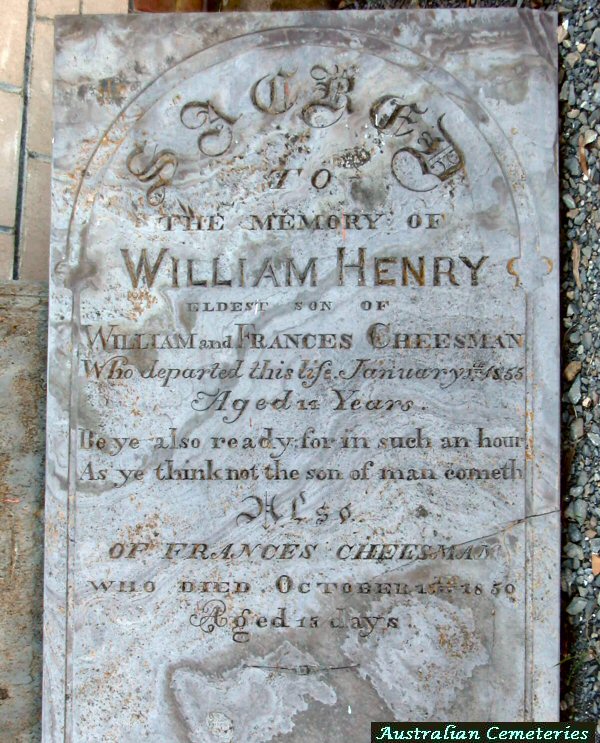 SACRED
TO
THE MEMORY OF
WILLIAM HENRY
ELDEST SON OF
WILLIAM and FRANCES CHEESMAN
Who departed this life January 1855
Aged Years.
Be ye also ready: for in such an hour
As ye think not the son of man cometh
ALSO
OF FRANCES CHEESMAN
WHO DIED OCTOBER 1850
Aged days.
Australian Cemeteries